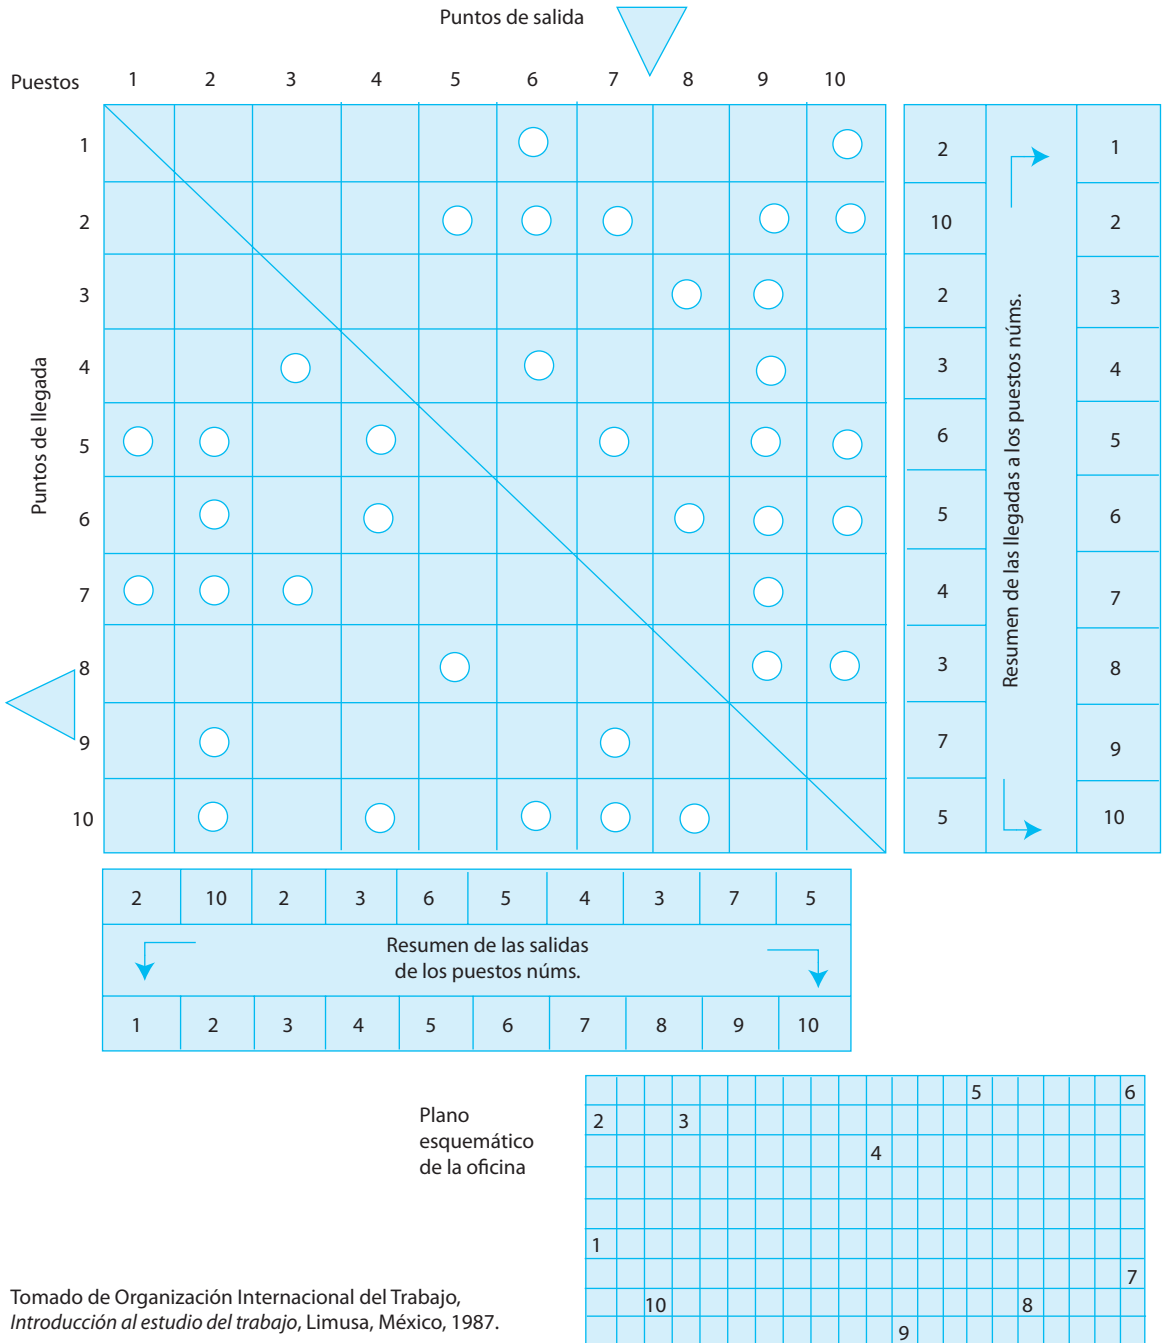 Puntos de salida
Puestos 1 2 3 4 5 6 7 8 9 10
Puntos de llegada
1
2
3
4
5
6
7
8
9
10
2 1
10 2
2 3
3 4
6 5
5 6
4 7
3 8
7 9
5 10
Resumen de las llegadas a los puestos núms.
2 10 2 3 6 5 4 3 7 5
Resumen de las salidas
de los puestos núms.
1 2 3 4 5 6 7 8 9 10
Plano
esquemático
de la oficina
5 6
2 3
4
1
7
10 8
9
Tomado de Organización Internacional del Trabajo,
Introducción al estudio del trabajo, Limusa, México, 1987.